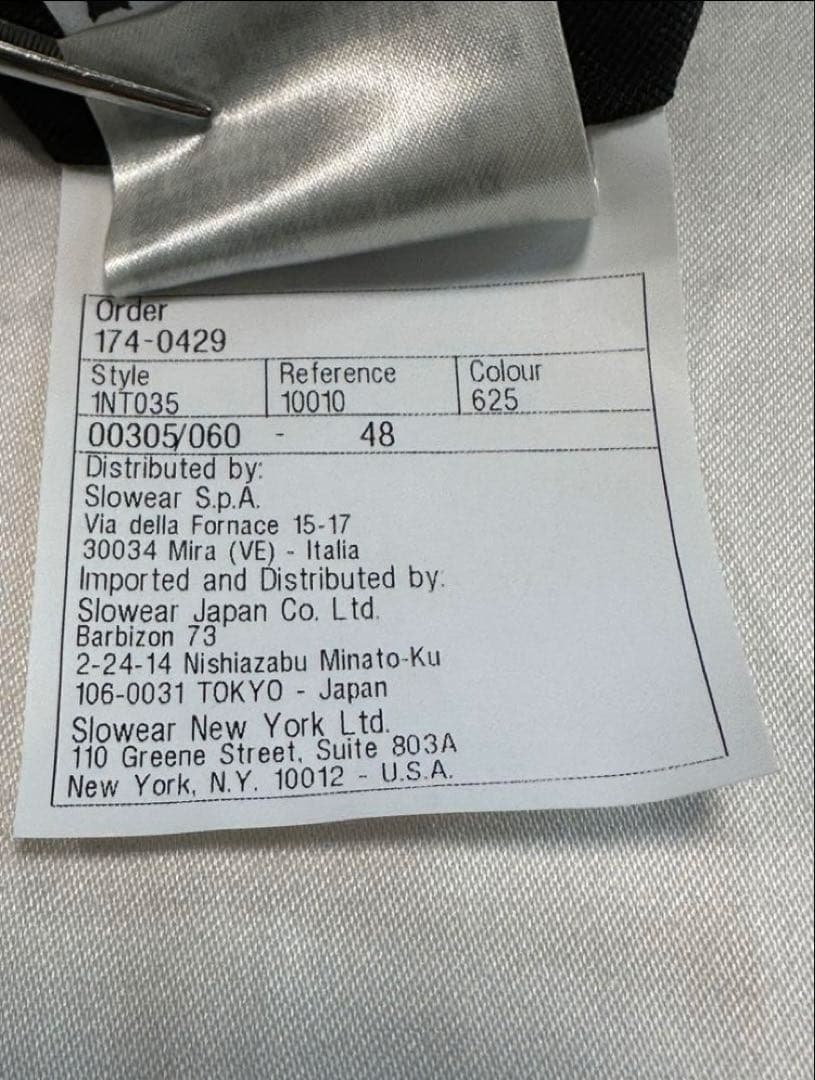 Order
174-0429
Style Reference Colour
1NT035 10010 625
00305/060 - 48
Distributed by:
Slowear S.p.A.
Via della Fornace 15-17
30034 Mira (VE) - Italia
Imported and Distributed by:
Slowear Japan Co. Ltd.
Barbizon 73
2-24-14 Nishiazabu Minato-Ku
106-0031 TOKYO - Japan
Slowear New York Ltd.
110 Greene Street, Suite 803A
New York, N.Y. 10012 - U.S.A.